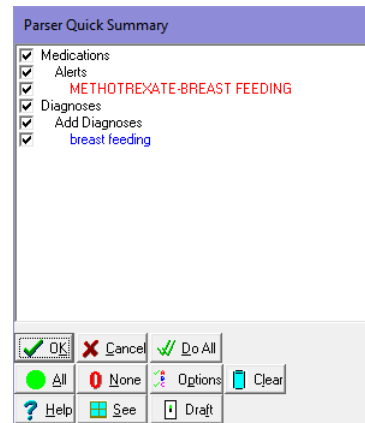 Parser Quick Summary
Medications
Alerts
METHOTREXATE-BREAST FEEDING
Diagnoses
Add Diagnoses
breast feeding
OK Cancel Do All
All None Options Clear
Help See Draft